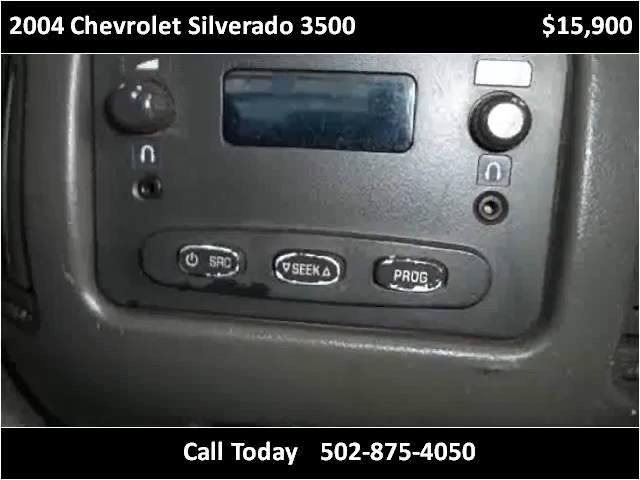 2004 Chevrolet Silverado 3500 $15,900
SRC SEEK PROG
Call Today 502-875-4050